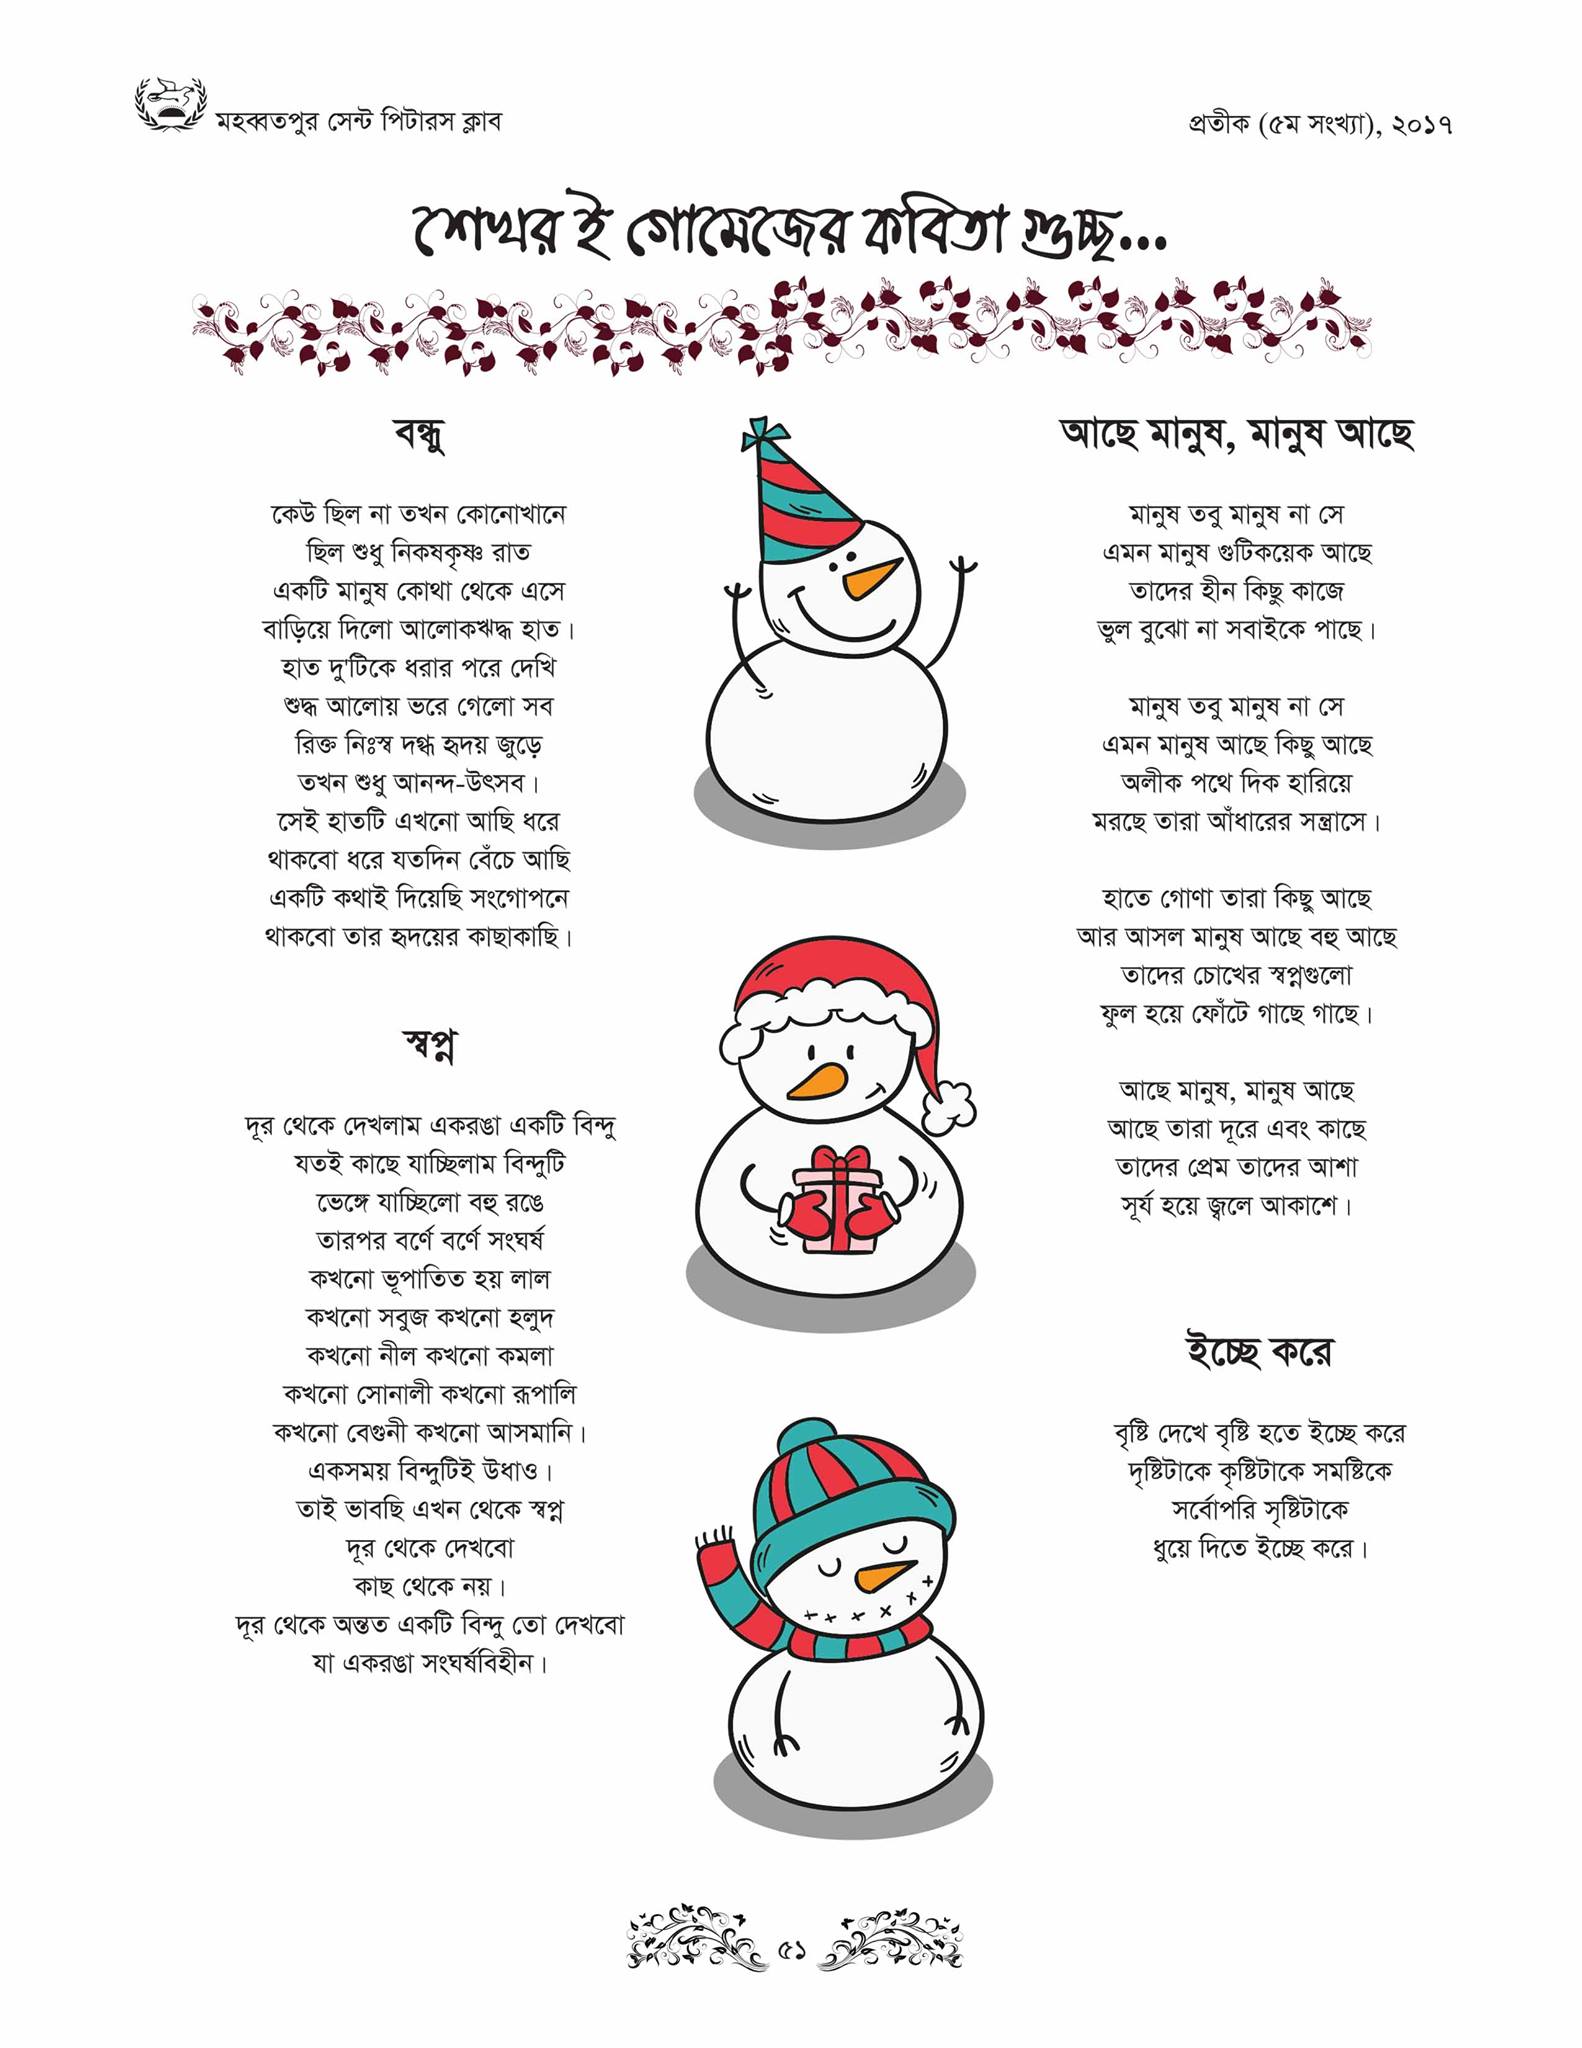 মহব্বতপুর সেন্ট পিটারস ক্লাব
প্রতীক (৫ম সংখ্যা), ২০১৭
শেখর ই গোমেজের কবিতা গুচ্ছ...
বন্ধু
কেউ ছিল না তখন কোনোখানে
ছিল শুধু নিকষকৃষ্ণ রাত
একটি মানুষ কোথা থেকে এসে
বাড়িয়ে দিলো আলোকঋদ্ধ হাত।
হাত দু'টিকে ধরার পরে দেখি
শুদ্ধ আলোয় ভরে গেলো সব
রিক্ত নিঃস্ব দগ্ধ হৃদয় জুড়ে
তখন শুধু আনন্দ-উৎসব।
সেই হাতটি এখনো আছি ধরে
থাকবো ধরে যতদিন বেঁচে আছি
একটি কথাই দিয়েছি সংগোপনে
থাকবো তার হৃদয়ের কাছাকাছি।
স্বপ্ন
দূর থেকে দেখলাম একরঙা একটি বিন্দু
যতই কাছে যাচ্ছিলাম বিন্দুটি
ভেঙ্গে যাচ্ছিলো বহু রঙে
তারপর বর্ণে বর্ণে সংঘর্ষ
কখনো ভূপাতিত হয় লাল
কখনো সবুজ কখনো হলুদ
কখনো নীল কখনো কমলা
কখনো সোনালী কখনো রূপালি
কখনো বেগুনী কখনো আসমানি।
একসময় বিন্দুটিই উধাও।
তাই ভাবছি এখন থেকে স্বপ্ন
দূর থেকে দেখবো
কাছ থেকে নয়।
দূর থেকে অন্তত একটি বিন্দু তো দেখবো
যা একরঙা সংঘর্ষবিহীন।
আছে মানুষ, মানুষ আছে
মানুষ তবু মানুষ না সে
এমন মানুষ গুটিকয়েক আছে
তাদের হীন কিছু কাজে
ভুল বুঝো না সবাইকে পাছে।
মানুষ তবু মানুষ না সে
এমন মানুষ আছে কিছু আছে
অলীক পথে দিক হারিয়ে
মরছে তারা আঁধারের সন্ত্রাসে।
হাতে গোণা তারা কিছু আছে
আর আসল মানুষ আছে বহু আছে
তাদের চোখের স্বপ্নগুলো
ফুল হয়ে ফোঁটে গাছে গাছে।
আছে মানুষ, মানুষ আছে
আছে তারা দূরে এবং কাছে
তাদের প্রেম তাদের আশা
সূর্য হয়ে জ্বলে আকাশে।
ইচ্ছে করে
বৃষ্টি দেখে বৃষ্টি হতে ইচ্ছে করে
দৃষ্টিটাকে কৃষ্টিটাকে সমষ্টিকে
সর্বোপরি সৃষ্টিটাকে
ধুয়ে দিতে ইচ্ছে করে।
৫১